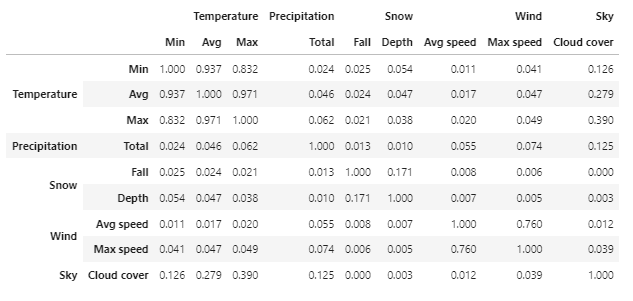 Temperature Precipitation Snow Wind Sky
Min Avg Max Total Fall Depth Avg speed Max speed Cloud cover
Min 1.000 0.937 0.832 0.024 0.025 0.054 0.011 0.041 0.126
Temperature Avg 0.937 1.000 0.971 0.046 0.024 0.047 0.017 0.047 0.279
Max 0.832 0.971 1.000 0.062 0.021 0.038 0.020 0.049 0.390
Precipitation Total 0.024 0.046 0.062 1.000 0.013 0.010 0.055 0.074 0.125
Snow Fall 0.025 0.024 0.021 0.013 1.000 0.171 0.008 0.006 0.000
Depth 0.054 0.047 0.038 0.010 0.171 1.000 0.007 0.005 0.003
Wind Avg speed 0.011 0.017 0.020 0.055 0.008 0.007 1.000 0.760 0.012
Max speed 0.041 0.047 0.049 0.074 0.006 0.005 0.760 1.000 0.039
Sky Cloud cover 0.126 0.279 0.390 0.125 0.000 0.003 0.012 0.039 1.000